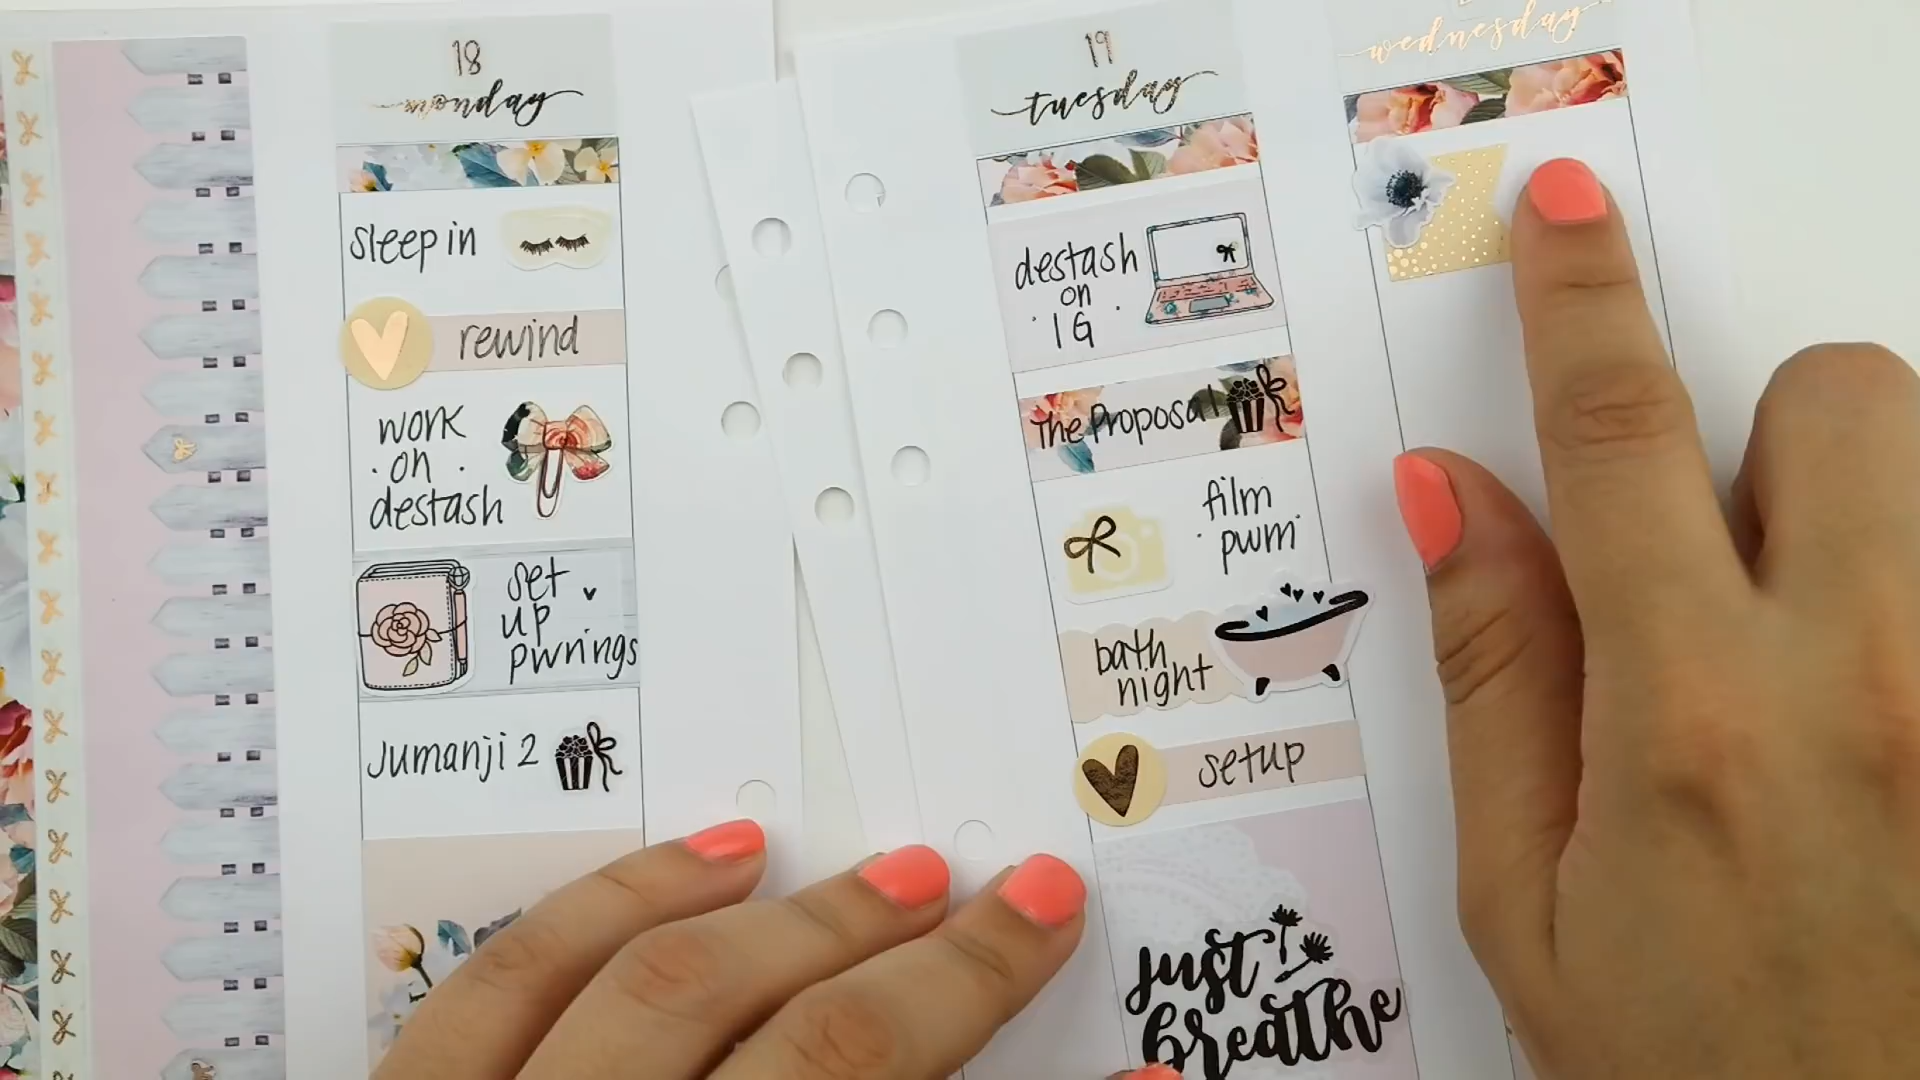 18
monday
sleep in
rewind
work
on
destash
set
up
pwnings
Jumanji 2
19
tuesday
destash
on
IG
The Proposal
film
pwm
bath
night
setup
just
breathe
wednesday